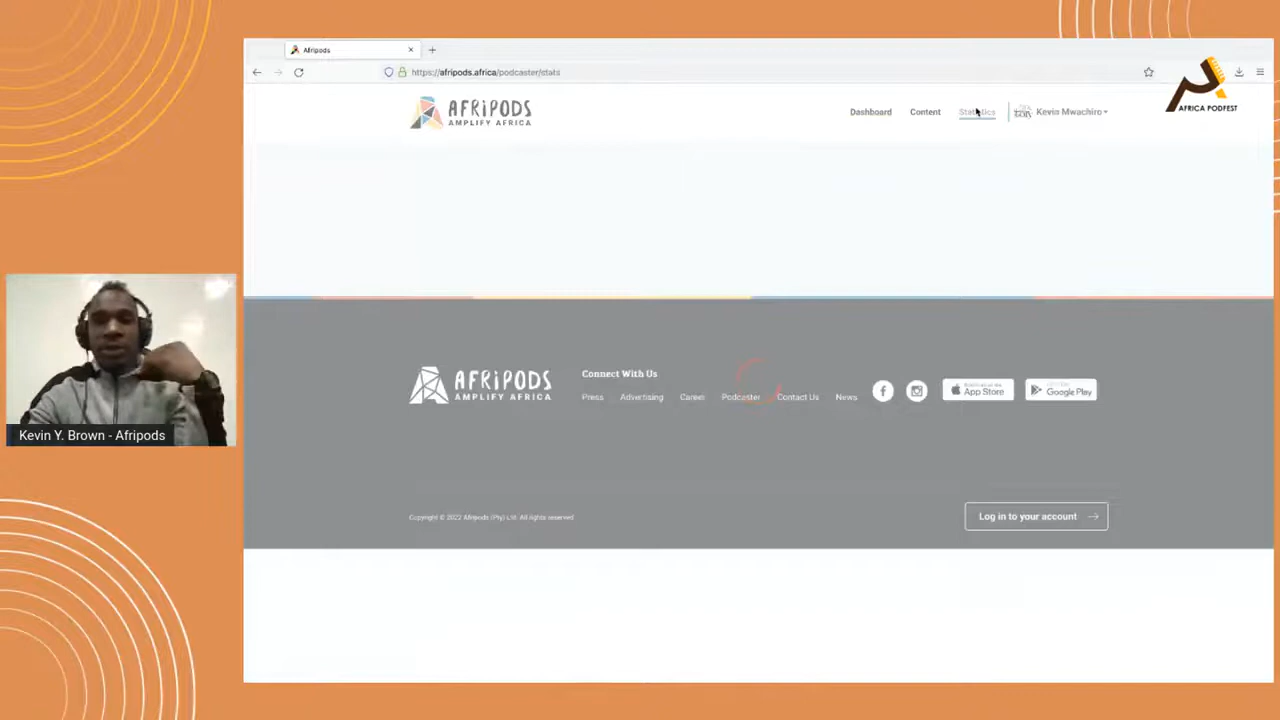 Afripods
https://afripods.africa/podcaster/stats
AFRIPODS
AMPLIFY AFRICA
Dashboard Content Statistics Kevin Mwachiro
AFRICA PODFEST
Kevin Y. Brown - Afripods
AFRIPODS
AMPLIFY AFRICA
Connect With Us
Press Advertising Career Podcaster Contact Us News
App Store
Google Play
Copyright © 2022 Afripods (Pty) Ltd. All rights reserved
Log in to your account